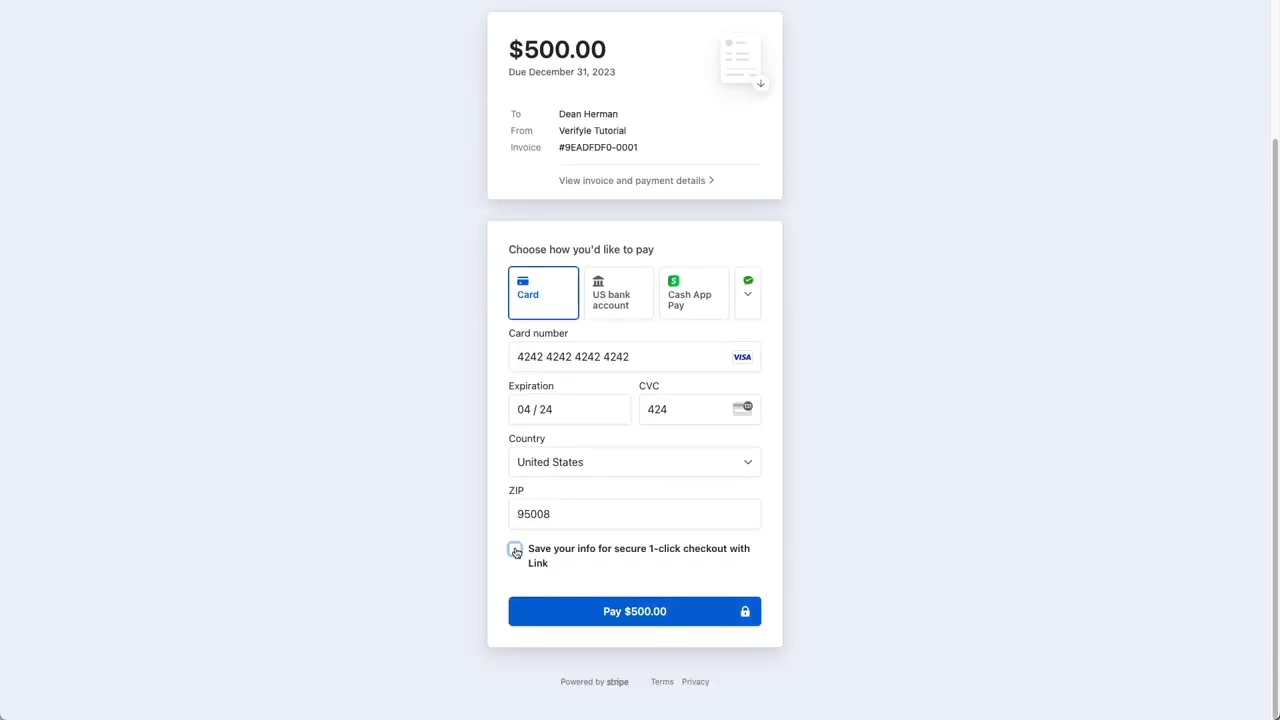 $500.00
Due December 31, 2023
To Dean Herman
From Verifyle Tutorial
Invoice #9EADFDF0-0001
View invoice and payment details
Choose how you'd like to pay
Card
US bank
account
Cash App
Pay
Card number
4242 4242 4242 4242
VISA
Expiration CVC
04 / 24 424
Country
United States
ZIP
95008
Save your info for secure 1-click checkout with
Link
Pay $500.00
Powered by stripe Terms Privacy